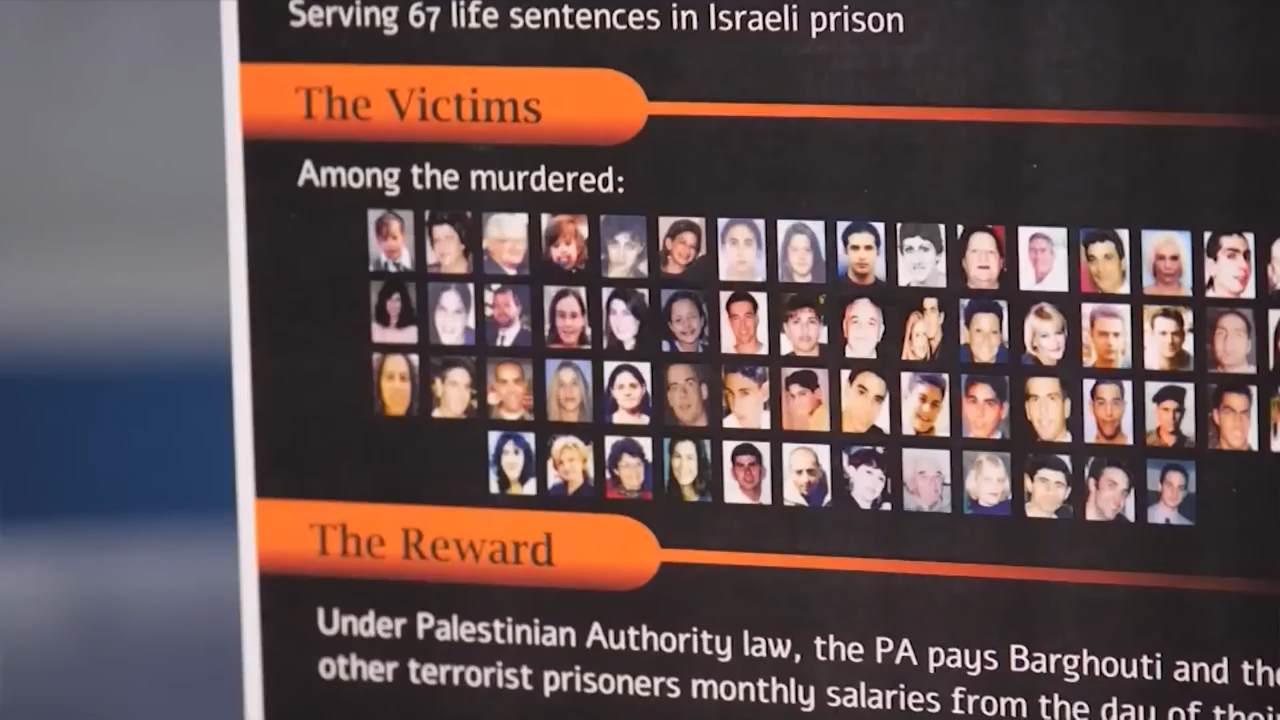 Serving 67 life sentences in Israeli prison
The Victims
Among the murdered:
The Reward
Under Palestinian Authority law, the PA pays Barghouti and
other terrorist prisoners monthly salaries from the day of